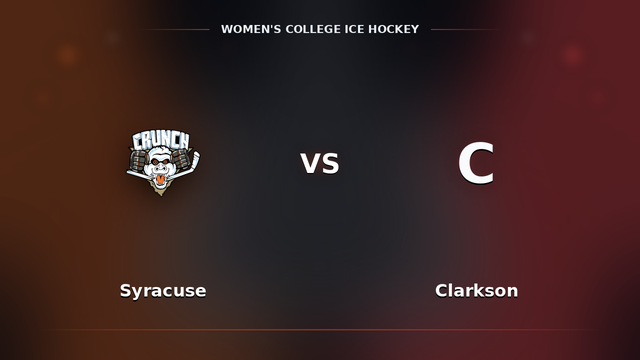 WOMEN'S COLLEGE ICE HOCKEY
CRUNCH
VS
C
Syracuse
Clarkson